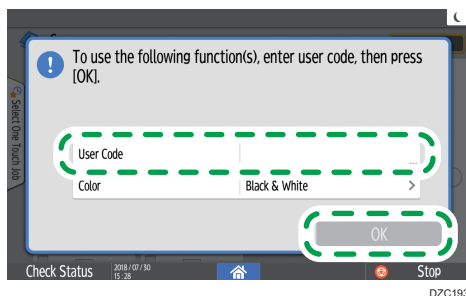 To use the following function(s), enter user code, then press
[OK].
Select One Touch Job
User Code
...
Color Black & White >
OK
Check Status 2018 / 07 / 30
15 : 28
Stop
DZC193